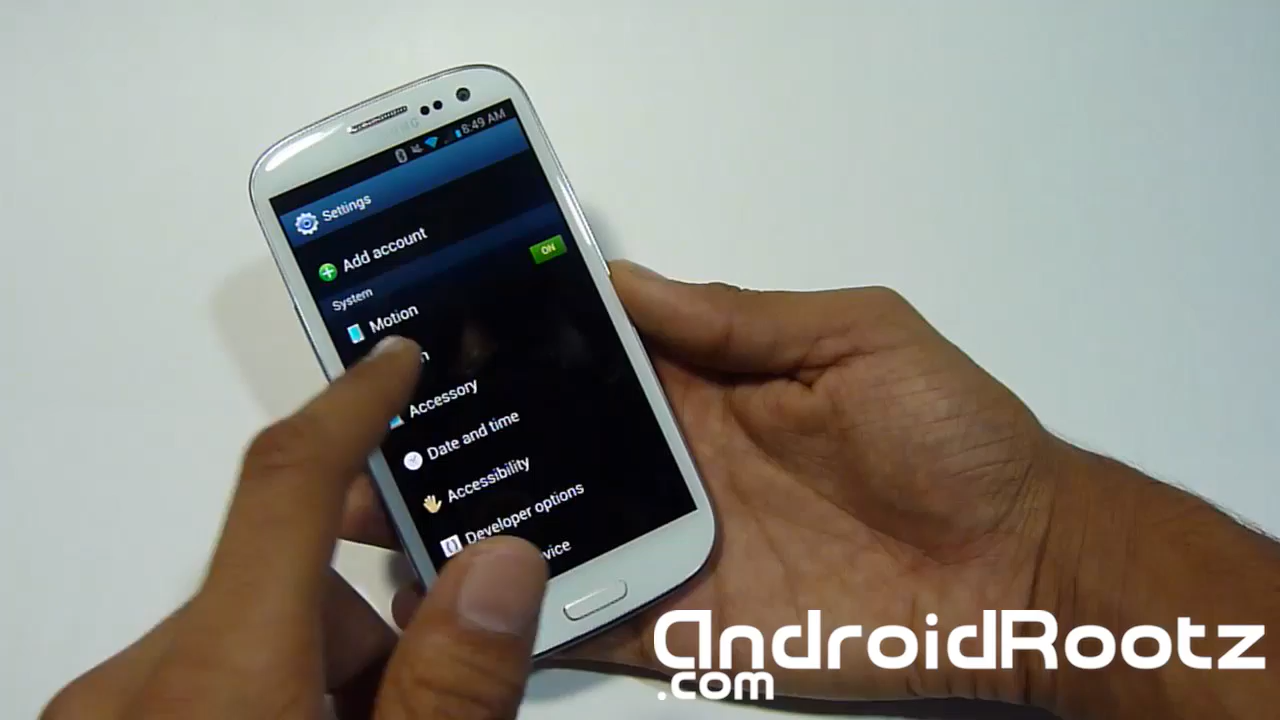 8:49 AM
Settings
Add account
System
ON
Motion
Accessory
Date and time
Accessibility
Developer options
AndroidRootz
.com